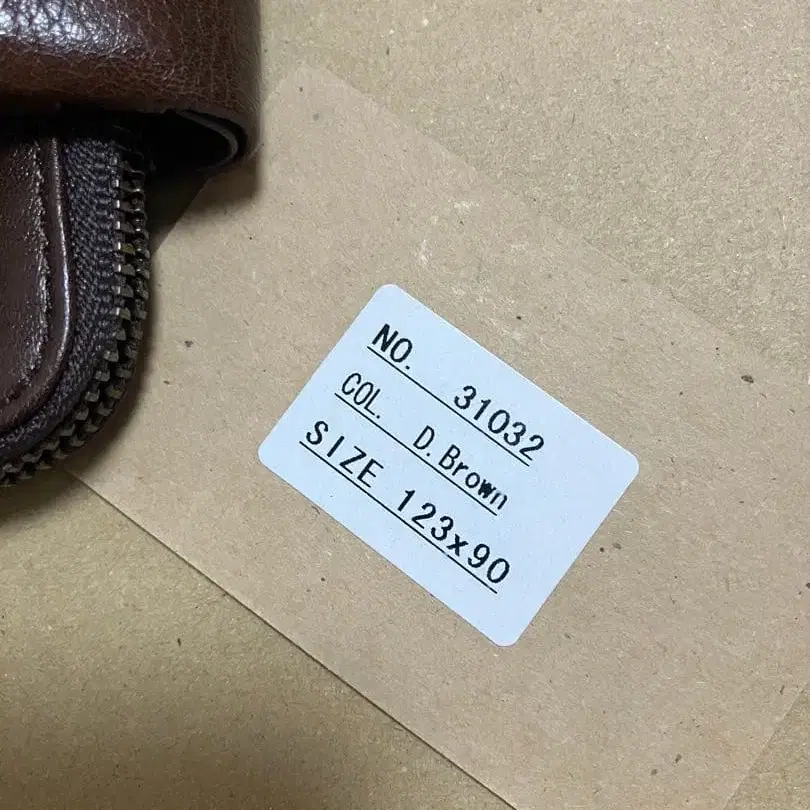 NO. 31032
COL. D.Brown
SIZE 123x90